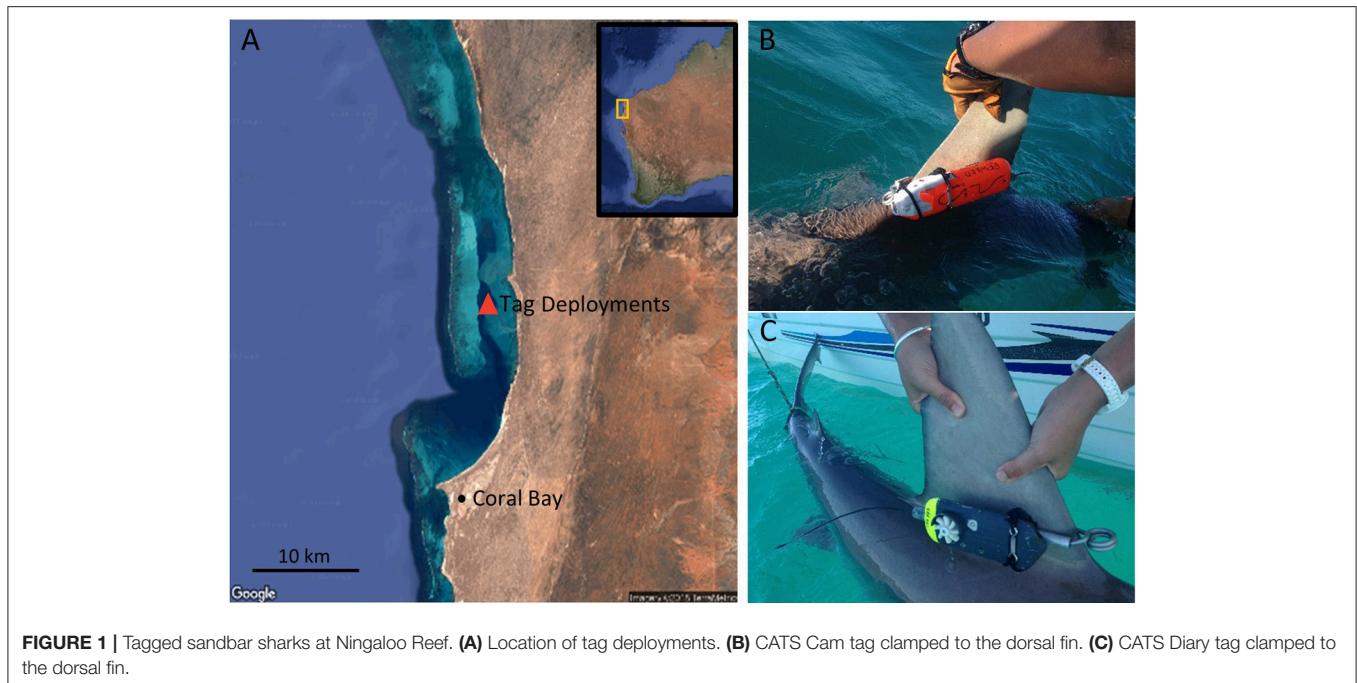 A
Tag Deployments
Coral Bay
10 km
Google
B
C
FIGURE 1 | Tagged sandbar sharks at Ningaloo Reef. (A) Location of tag deployments. (B) CATS Cam tag clamped to the dorsal fin. (C) CATS Diary tag clamped to
the dorsal fin.